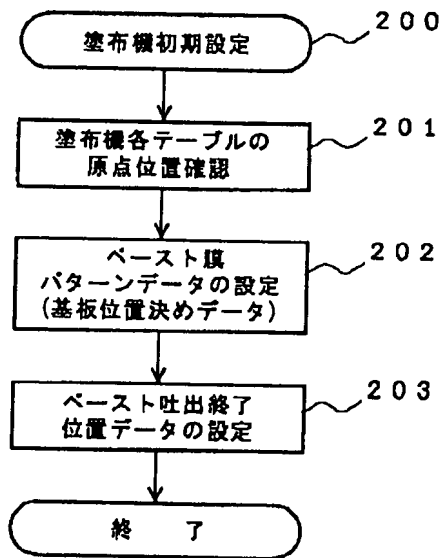 塗布機初期設定
200
塗布機各テーブルの
原点位置確認
201
ペースト膜
パターンデータの設定
(基板位置決めデータ)
202
ペースト吐出終了
位置データの設定
203
終　了